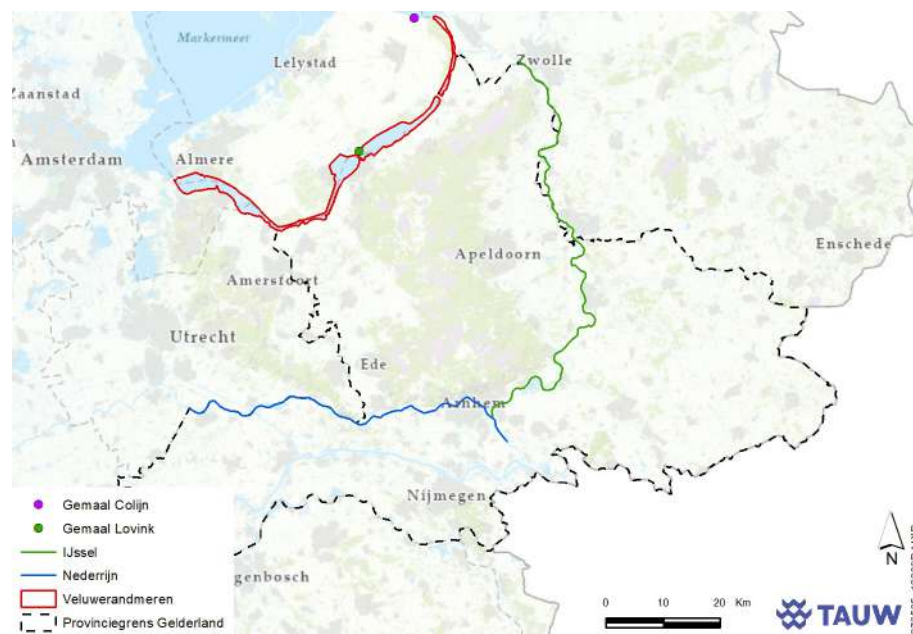 Markermeer
Lelystad
Zwolle
Zaanstad
Amsterdam
Almere
Apeldoorn
Enschede
Amersfoort
Utrecht
Ede
Arnhem
Nijmegen
genbosch
Gemaal Colijn
Gemaal Lovink
IJssel
Nederrijn
Veluwerandmeren
Provinciegrens Gelderland
N
0 10 20 Km
TAUW